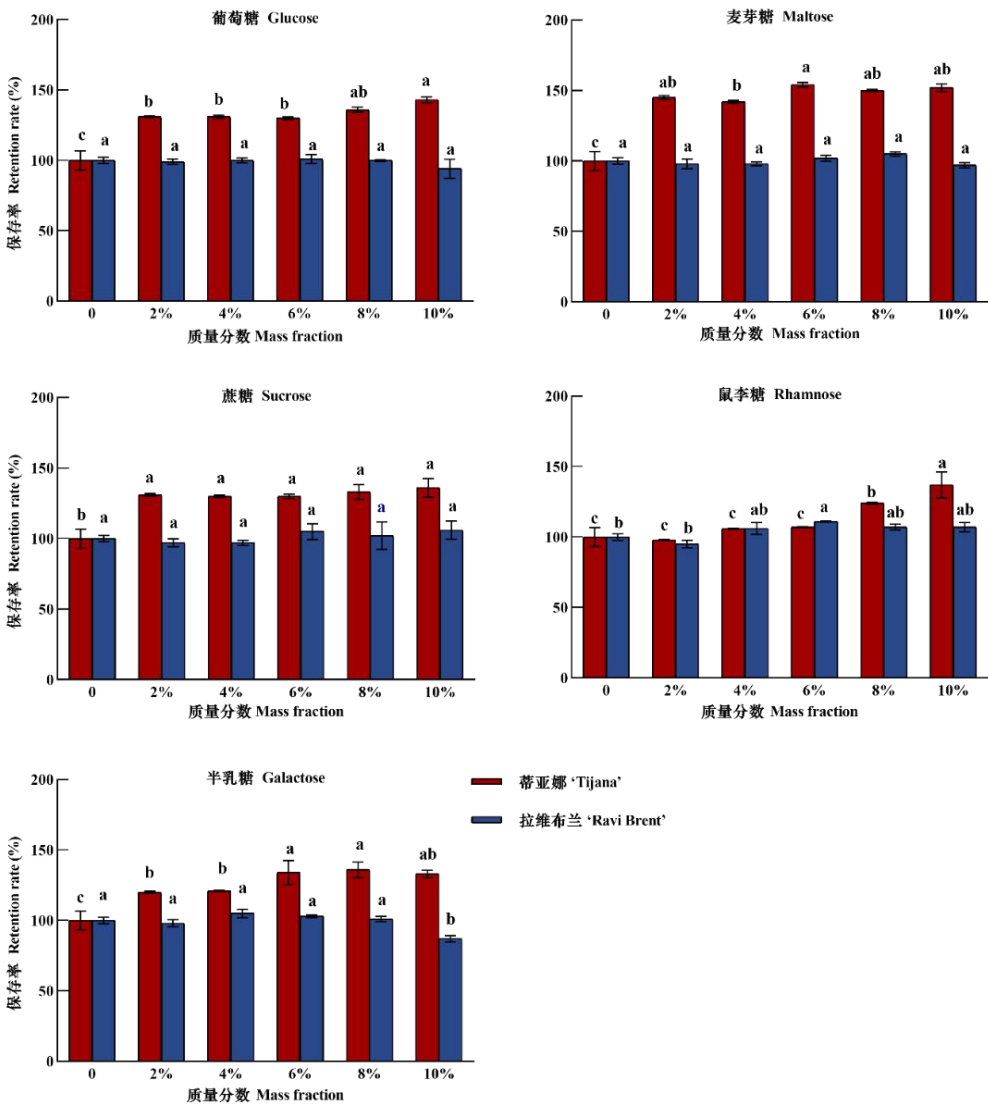 葡萄糖 Glucose
保存率 Retention rate (%)
200
150
100
50
0
c a b a b a b a ab a a a
0 2% 4% 6% 8% 10%
质量分数 Mass fraction
麦芽糖 Maltose
200
150
100
50
0
c a ab a b a a a ab a ab a
0 2% 4% 6% 8% 10%
质量分数 Mass fraction
蔗糖 Sucrose
保存率 Retention rate (%)
200
150
100
50
0
b a a a a a a a a a a a
0 2% 4% 6% 8% 10%
质量分数 Mass fraction
鼠李糖 Rhamnose
200
150
100
50
0
c b c b c ab c a b ab a ab
0 2% 4% 6% 8% 10%
质量分数 Mass fraction
半乳糖 Galactose
保存率 Retention rate (%)
200
150
100
50
0
c a b a b a a a a a ab b
0 2% 4% 6% 8% 10%
质量分数 Mass fraction
蒂亚娜 ‘Tijana’
拉维布兰 ‘Ravi Brent’